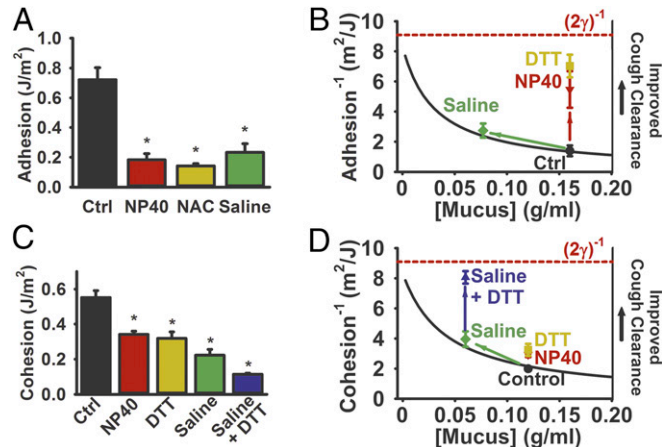 A
Adhesion (J/m²)
1.0
0.8
0.6
0.4
0.2
0.0
Ctrl NP40 NAC Saline
* * *
B
Adhesion⁻¹ (m²/J)
10
8
6
4
2
0
(2γ)⁻¹
DTT
NP40
Saline
Ctrl
0 0.05 0.10 0.15 0.20
[Mucus] (g/ml)
Improved
Cough Clearance
C
Cohesion (J/m²)
0.6
0.4
0.2
0.0
* * * *
Ctrl
NP40
DTT
Saline
Saline
+ DTT
D
Cohesion⁻¹ (m²/J)
10
8
6
4
2
0
(2γ)⁻¹
Saline
+ DTT
Saline
DTT
NP40
Control
0 0.05 0.10 0.15 0.20
[Mucus] (g/ml)
Improved
Cough Clearance